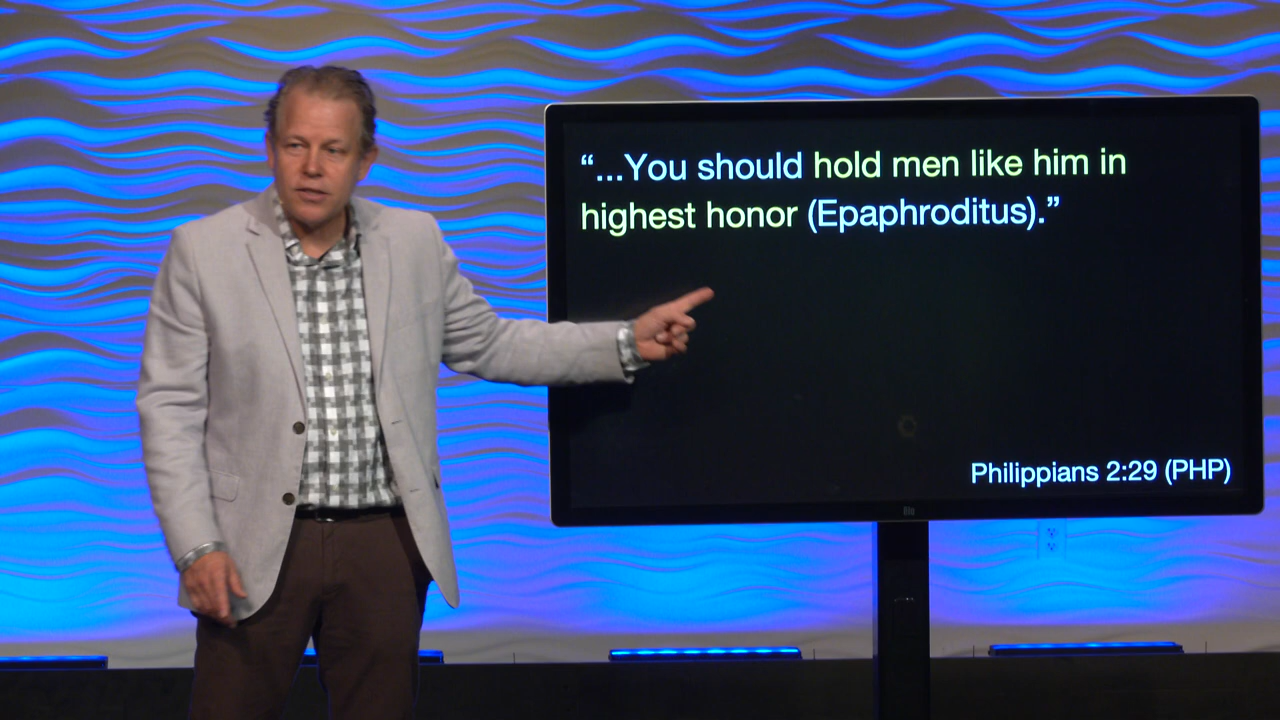 “...You should hold men like him in
highest honor (Epaphroditus).”
Philippians 2:29 (PHP)